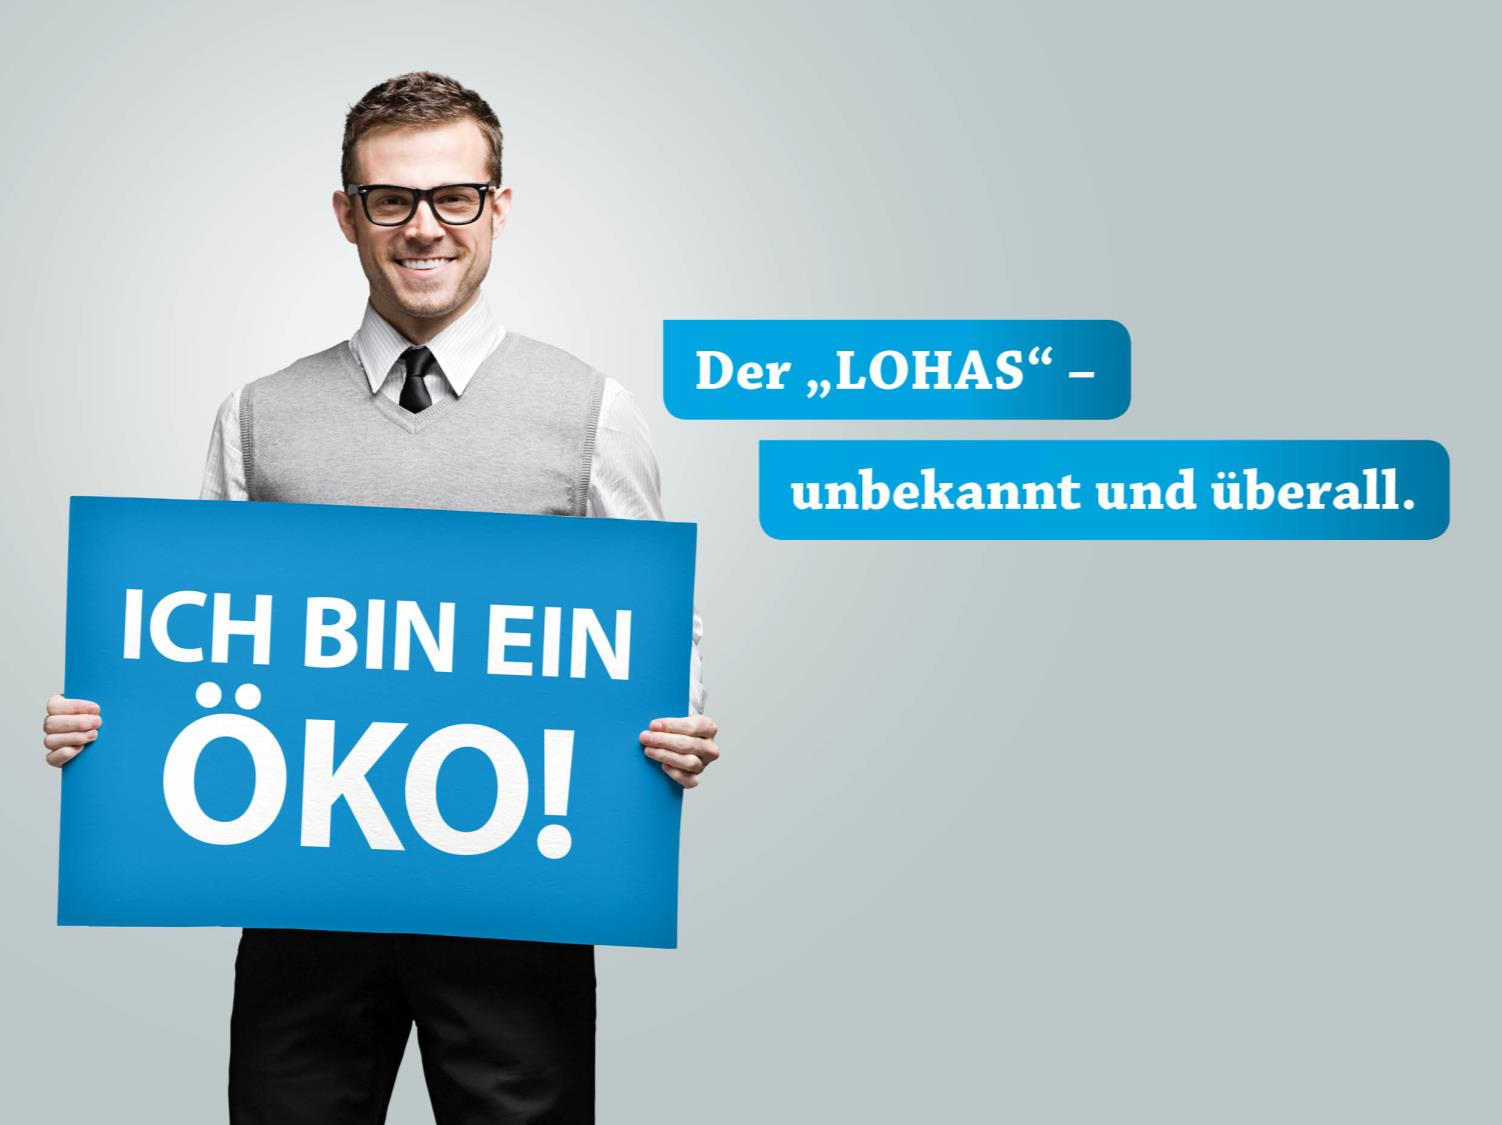 Der „LOHAS“ –
unbekannt und überall.
ICH BIN EIN
ÖKO!